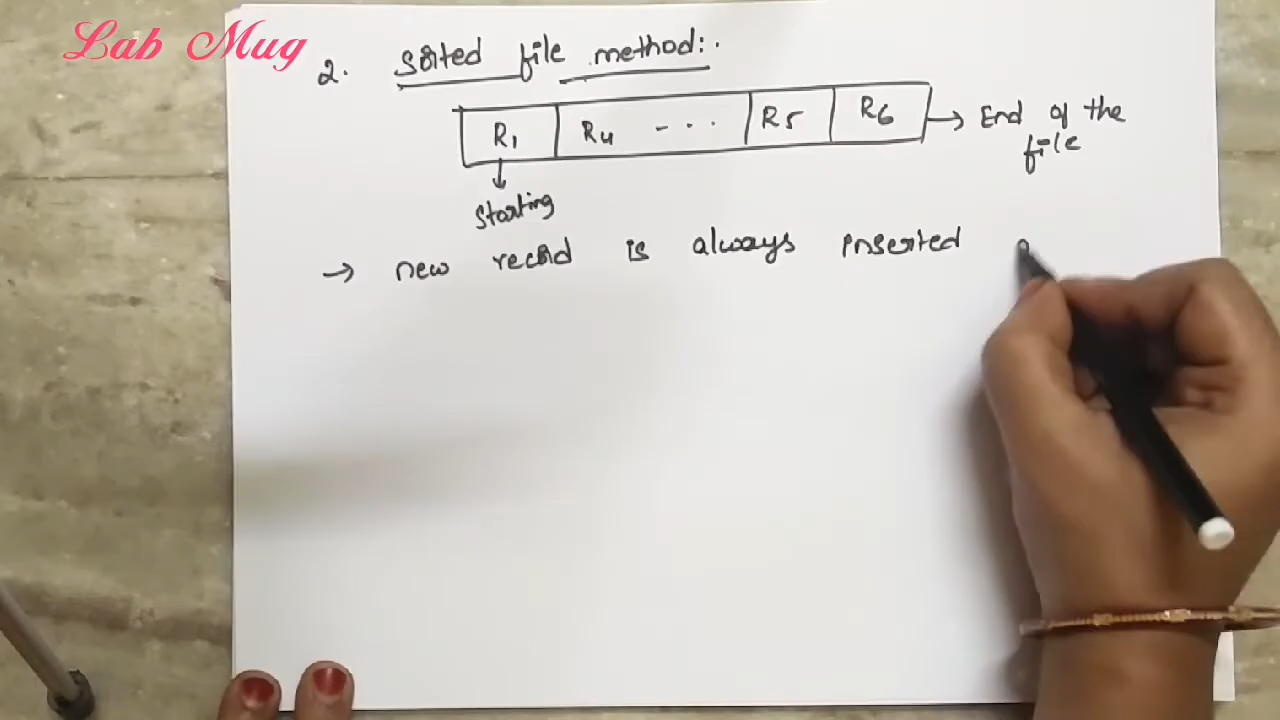 Lab Mug
2. sorted file method:.
R1 R4 - . . . R5 R6 → End of the
file
starting
→ new record is always inserted a